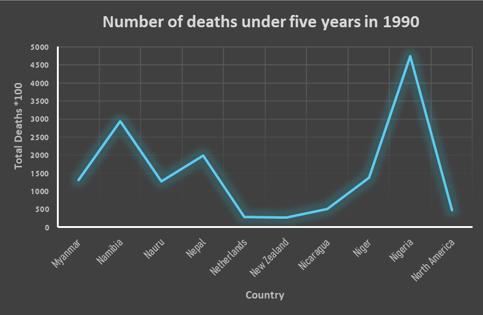 Number of deaths under five years in 1990
Total Deaths *100
5000
4500
4000
3500
3000
2500
2000
1500
1000
500
0
Myanmar
Namibia
Nauru
Nepal
Netherlands
New Zealand
Nicaragua
Niger
Nigeria
North America
Country